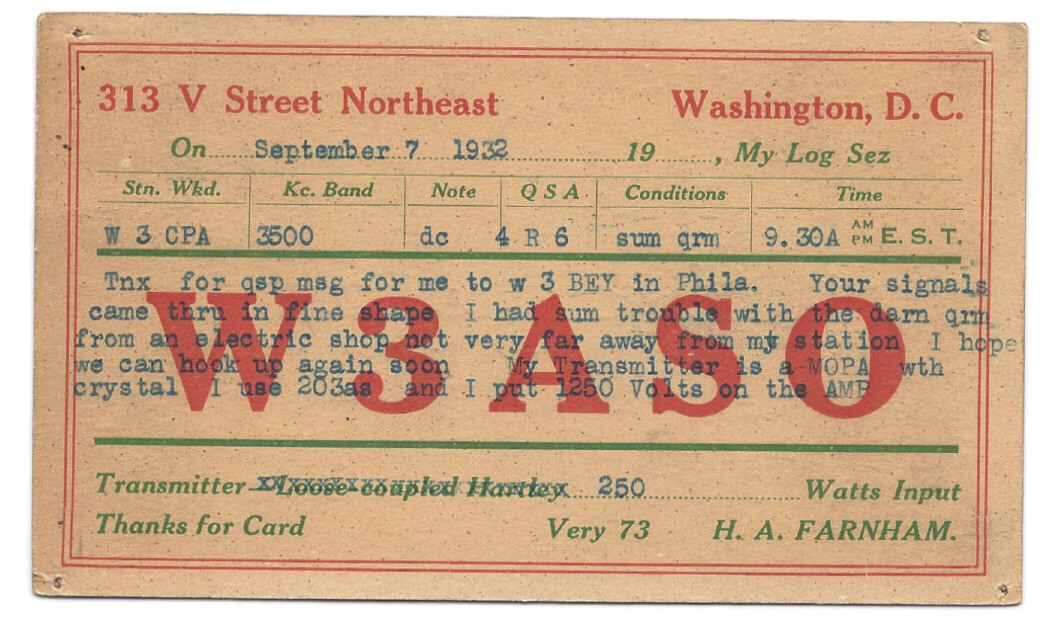 313 V Street Northeast Washington, D. C.
On September 7 1932 19 , My Log Sez
Stn. Wkd. Kc. Band Note Q S A Conditions Time
W 3 CPA 3500 dc 4 R 6 sum qrm 9.30A AM PM E. S. T.
Tnx for qsp msg for me to w 3 BEY in Phila. Your signals
came thru in fine shape I had sum trouble with the darn qrm
from an electric shop not very far away from my station I hope
we can hook up again soon My Transmitter is a MOPA wth
crystal I use 203as and I put 1250 Volts on the AMP
W3ASO
Transmitter—Loose coupled Hartley 250 Watts Input
Thanks for Card Very 73 H. A. FARNHAM.